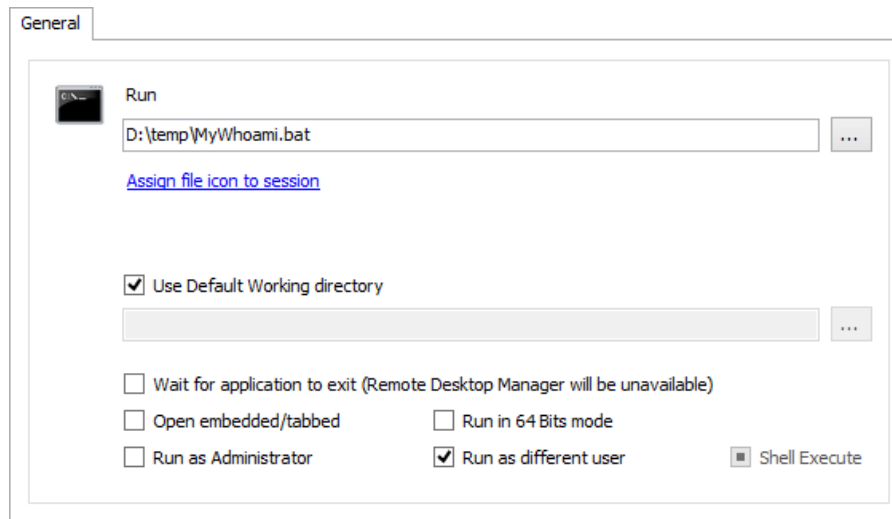 General
C:\_
Run
D:\temp\MyWhoami.bat
...
Assign file icon to session
Use Default Working directory
...
Wait for application to exit (Remote Desktop Manager will be unavailable)
Open embedded/tabbed Run in 64 Bits mode
Run as Administrator Run as different user Shell Execute